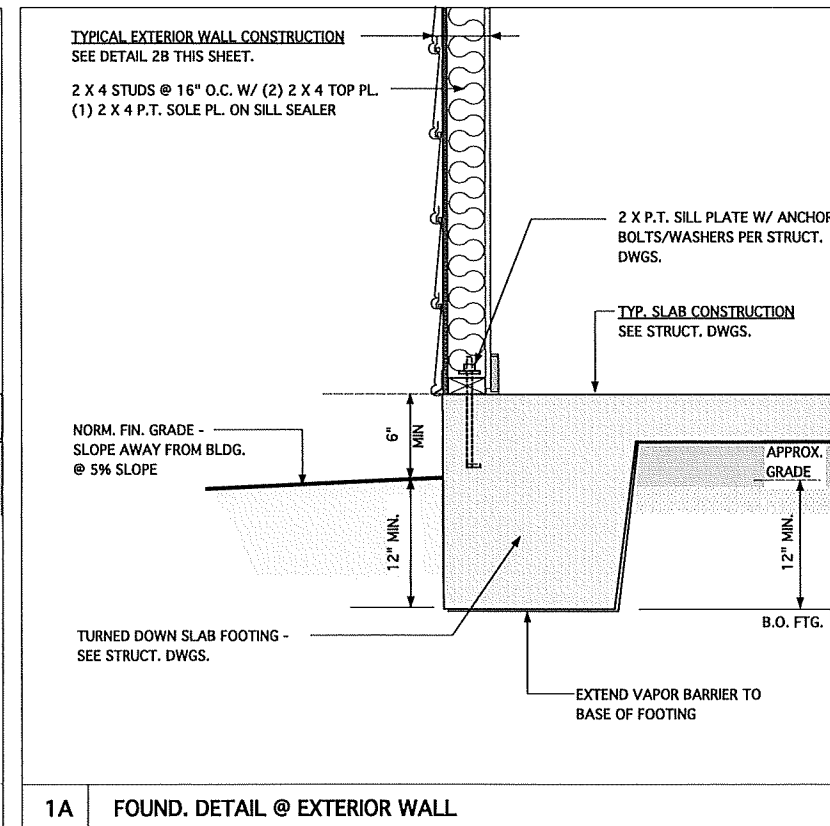 TYPICAL EXTERIOR WALL CONSTRUCTION
SEE DETAIL 2B THIS SHEET.
2 X 4 STUDS @ 16" O.C. W/ (2) 2 X 4 TOP PL.
(1) 2 X 4 P.T. SOLE PL. ON SILL SEALER
2 X P.T. SILL PLATE W/ ANCHOR
BOLTS/WASHERS PER STRUCT.
DWGS.
TYP. SLAB CONSTRUCTION
SEE STRUCT. DWGS.
NORM. FIN. GRADE -
SLOPE AWAY FROM BLDG.
@ 5% SLOPE
6"
MIN
12" MIN.
APPROX.
GRADE
12" MIN.
B.O. FTG.
TURNED DOWN SLAB FOOTING -
SEE STRUCT. DWGS.
EXTEND VAPOR BARRIER TO
BASE OF FOOTING
1A FOUND. DETAIL @ EXTERIOR WALL